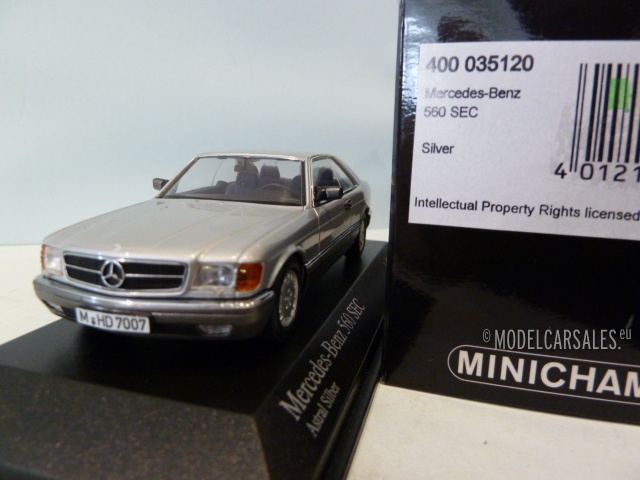 400 035120
Mercedes-Benz
560 SEC
Silver
4 0121
Intellectual Property Rights licensed
© MODELCARSALES.eu
MINICHAM
M HD 7007
Mercedes-Benz 560 SEC
Astral Silber